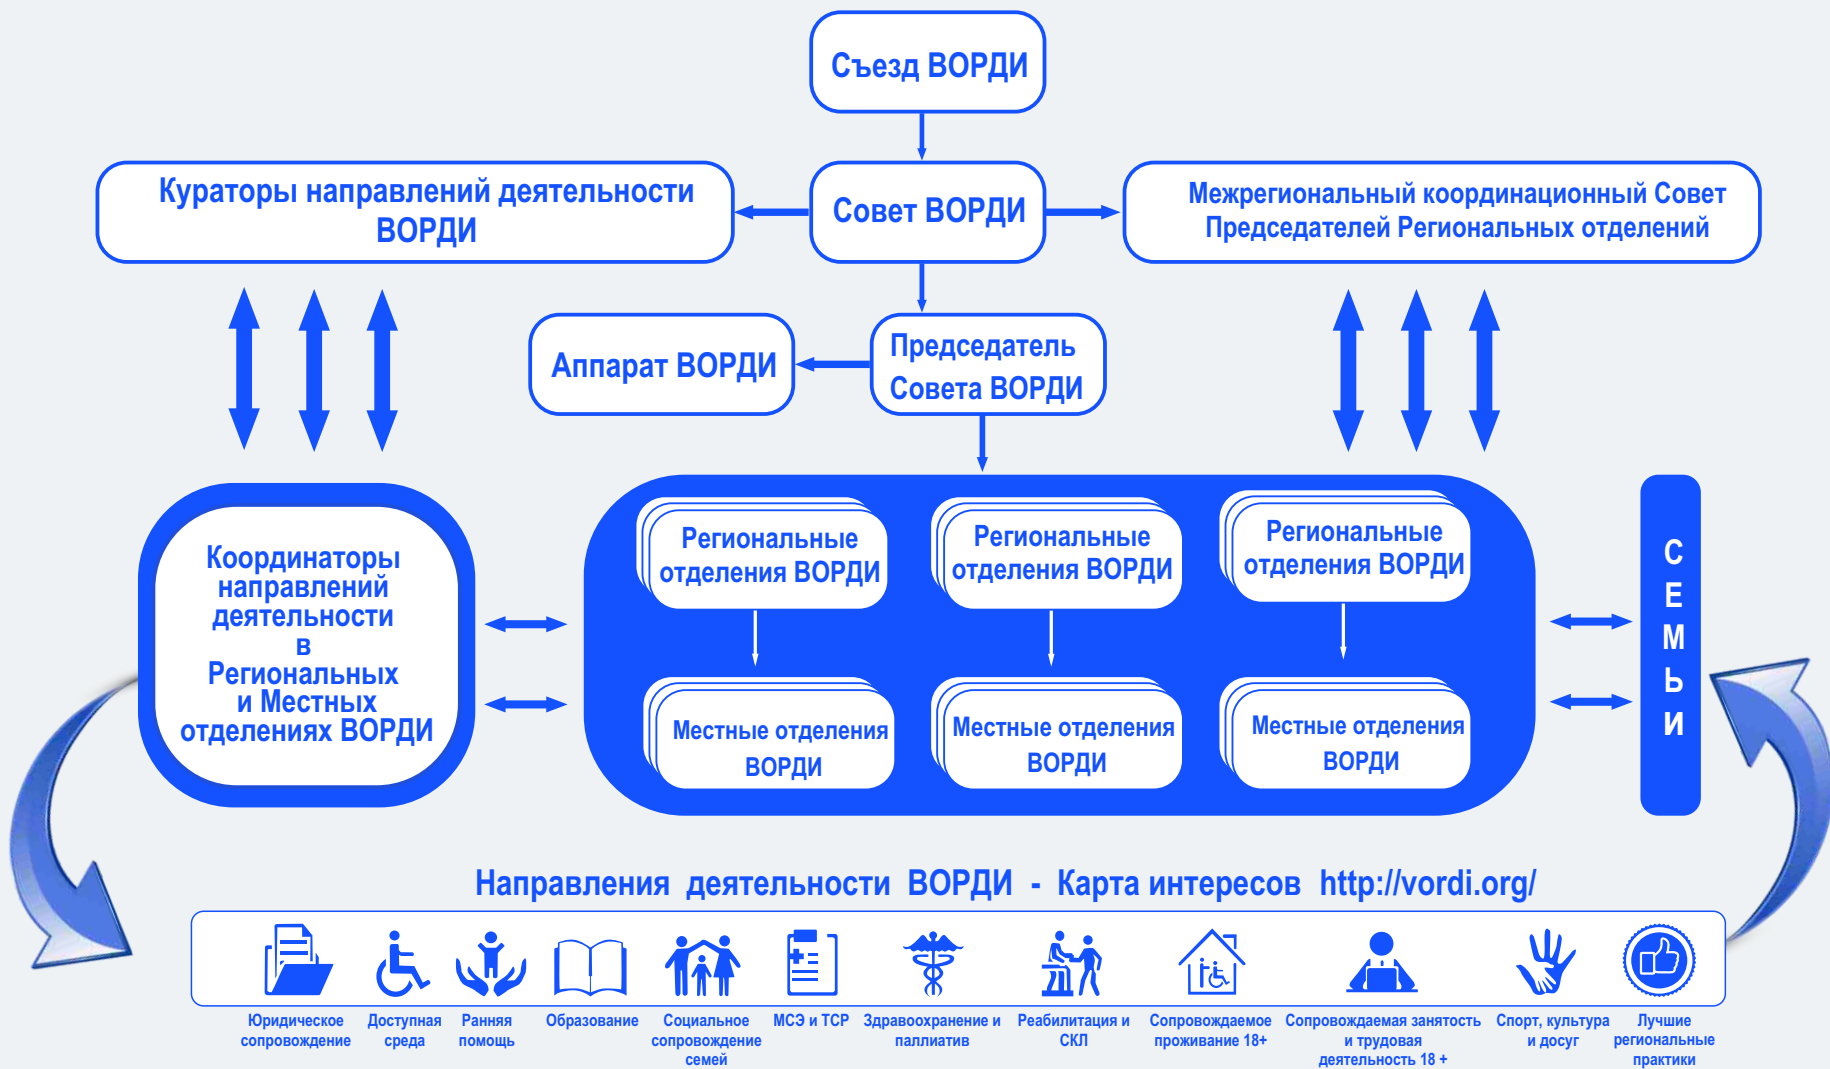 Съезд ВОРДИ
Кураторы направлений деятельности
ВОРДИ
Совет ВОРДИ
Межрегиональный координационный Совет
Председателей Региональных отделений
Аппарат ВОРДИ
Председатель
Совета ВОРДИ
Координаторы
направлений
деятельности
в
Региональных
и Местных
отделениях ВОРДИ
Региональные
отделения ВОРДИ
Региональные
отделения ВОРДИ
Региональные
отделения ВОРДИ
Местные отделения
ВОРДИ
Местные отделения
ВОРДИ
Местные отделения
ВОРДИ
С
Е
М
Ь
И
Направления деятельности ВОРДИ - Карта интересов http://vordi.org/
Юридическое
сопровождение
Доступная
среда
Ранняя
помощь
Образование
Социальное
сопровождение
семей
МСЭ и ТСР
Здравоохранение и
паллиатив
Реабилитация и
СКЛ
Сопровождаемое
проживание 18+
Сопровождаемая занятость
и трудовая
деятельность 18 +
Спорт, культура
и досуг
Лучшие
региональные
практики